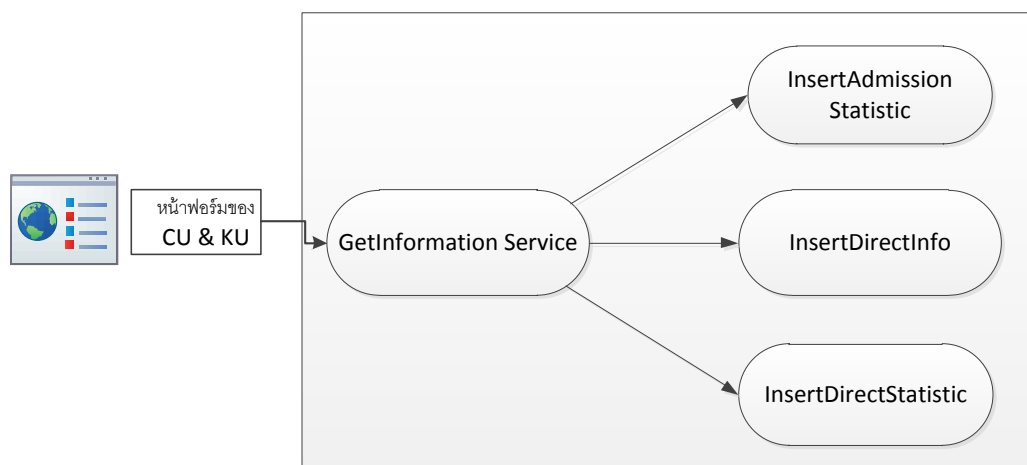 หน้าฟอร์มของ
CU & KU
GetInformation Service
InsertAdmission
Statistic
InsertDirectInfo
InsertDirectStatistic